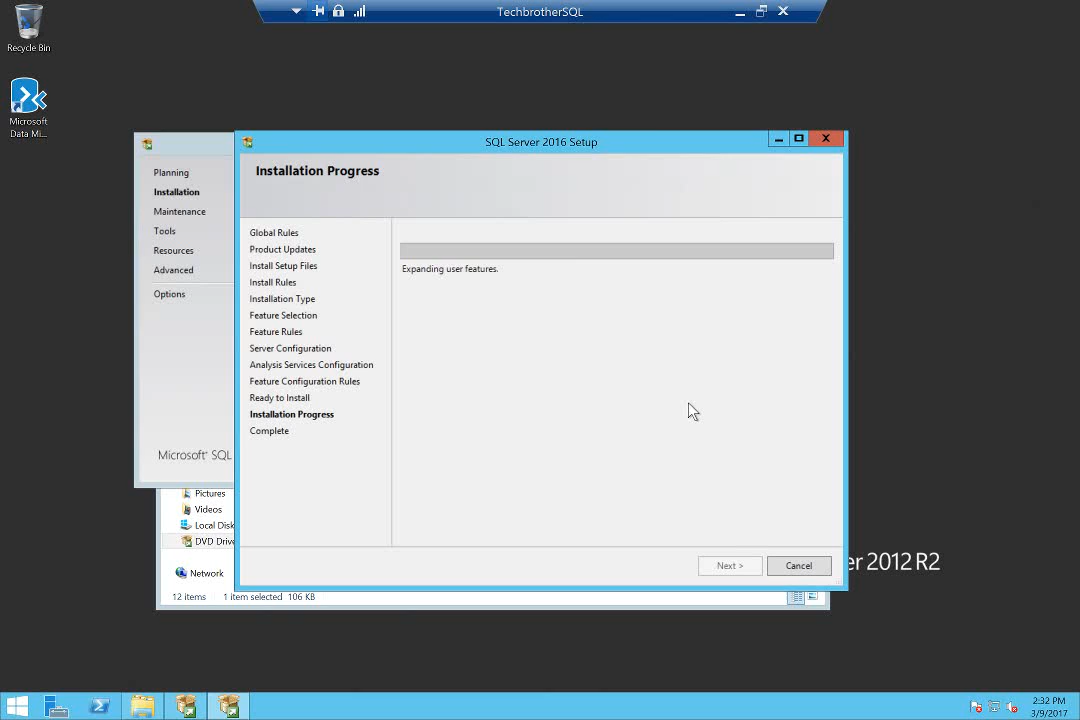 TechbrotherSQL
Recycle Bin
Microsoft
Data Mi...
SQL Server 2016 Setup
Installation Progress
Planning
Installation
Maintenance
Tools
Resources
Advanced
Options
Microsoft® SQL
Global Rules
Product Updates
Install Setup Files
Install Rules
Installation Type
Feature Selection
Feature Rules
Server Configuration
Analysis Services Configuration
Feature Configuration Rules
Ready to Install
Installation Progress
Complete
Expanding user features.
Next >
Cancel
Pictures
Videos
Local Disk
DVD Drive
Network
12 items 1 item selected 106 KB
er 2012 R2
2:32 PM
3/9/2017